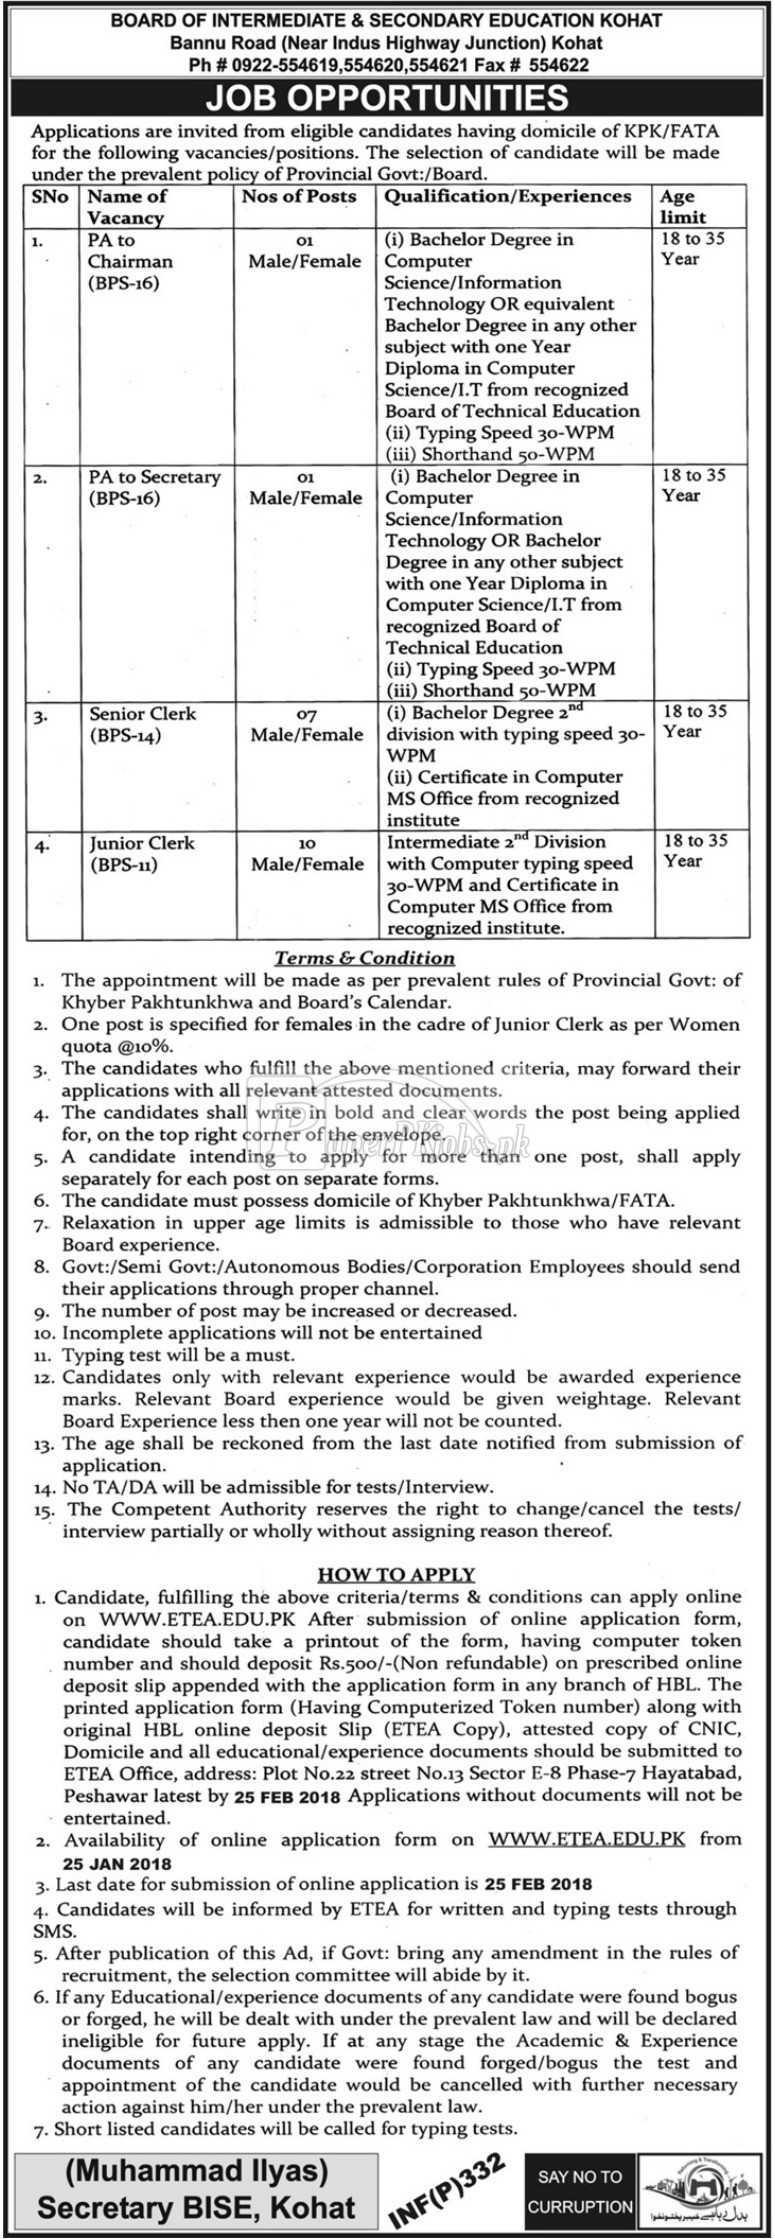 BOARD OF INTERMEDIATE & SECONDARY EDUCATION KOHAT
Bannu Road (Near Indus Highway Junction) Kohat
Ph # 0922-554619,554620,554621 Fax # 554622
JOB OPPORTUNITIES
Applications are invited from eligible candidates having domicile of KPK/FATA
for the following vacancies/positions. The selection of candidate will be made
under the prevalent policy of Provincial Govt:/Board.
SNo Name of Vacancy Nos of Posts Qualification/Experiences Age limit
1. PA to Chairman (BPS-16) 01 Male/Female (i) Bachelor Degree in 18 to 35 Year
Computer
Science/Information
Technology OR equivalent
Bachelor Degree in any other
subject with one Year
Diploma in Computer
Science/I.T from recognized
Board of Technical Education
(ii) Typing Speed 30-WPM
(iii) Shorthand 50-WPM
2. PA to Secretary (BPS-16) 01 Male/Female (i) Bachelor Degree in 18 to 35 Year
Computer
Science/Information
Technology OR Bachelor
Degree in any other subject
with one Year Diploma in
Computer Science/I.T from
recognized Board of
Technical Education
(ii) Typing Speed 30-WPM
(iii) Shorthand 50-WPM
3. Senior Clerk (BPS-14) 07 Male/Female (i) Bachelor Degree 2nd 18 to 35 Year
division with typing speed 30-
WPM
(ii) Certificate in Computer
MS Office from recognized
institute
4. Junior Clerk (BPS-11) 10 Male/Female Intermediate 2nd Division 18 to 35 Year
with Computer typing speed
30-WPM and Certificate in
Computer MS Office from
recognized institute.
Terms & Condition
1. The appointment will be made as per prevalent rules of Provincial Govt: of
Khyber Pakhtunkhwa and Board's Calendar.
2. One post is specified for females in the cadre of Junior Clerk as per Women
quota @10%.
3. The candidates who fulfill the above mentioned criteria, may forward their
applications with all relevant attested documents.
4. The candidates shall write in bold and clear words the post being applied
for, on the top right corner of the envelope.
5. A candidate intending to apply for more than one post, shall apply
separately for each post on separate forms.
6. The candidate must possess domicile of Khyber Pakhtunkhwa/FATA.
7. Relaxation in upper age limits is admissible to those who have relevant
Board experience.
8. Govt:/Semi Govt:/Autonomous Bodies/Corporation Employees should send
their applications through proper channel.
9. The number of post may be increased or decreased.
10. Incomplete applications will not be entertained
11. Typing test will be a must.
12. Candidates only with relevant experience would be awarded experience
marks. Relevant Board experience would be given weightage. Relevant
Board Experience less then one year will not be counted.
13. The age shall be reckoned from the last date notified from submission of
application.
14. No TA/DA will be admissible for tests/Interview.
15. The Competent Authority reserves the right to change/cancel the tests/
interview partially or wholly without assigning reason thereof.
HOW TO APPLY
1. Candidate, fulfilling the above criteria/terms & conditions can apply online
on WWW.ETEA.EDU.PK After submission of online application form,
candidate should take a printout of the form, having computer token
number and should deposit Rs.500/-(Non refundable) on prescribed online
deposit slip appended with the application form in any branch of HBL. The
printed application form (Having Computerized Token number) along with
original HBL online deposit Slip (ETEA Copy), attested copy of CNIC,
Domicile and all educational/experience documents should be submitted to
ETEA Office, address: Plot No.22 street No.13 Sector E-8 Phase-7 Hayatabad,
Peshawar latest by 25 FEB 2018 Applications without documents will not be
entertained.
2. Availability of online application form on WWW.ETEA.EDU.PK from
25 JAN 2018
3. Last date for submission of online application is 25 FEB 2018
4. Candidates will be informed by ETEA for written and typing tests through
SMS.
5. After publication of this Ad, if Govt: bring any amendment in the rules of
recruitment, the selection committee will abide by it.
6. If any Educational/experience documents of any candidate were found bogus
or forged, he will be dealt with under the prevalent law and will be declared
ineligible for future apply. If at any stage the Academic & Experience
documents of any candidate were found forged/bogus the test and
appointment of the candidate would be cancelled with further necessary
action against him/her under the prevalent law.
7. Short listed candidates will be called for typing tests.
(Muhammad Ilyas)
Secretary BISE, Kohat
INF(P)332
SAY NO TO
CURRUPTION
PaperPKjobs.pk